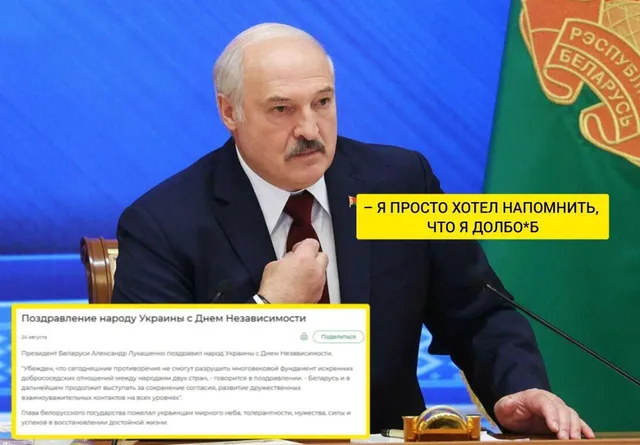 РЭСПУБЛІКА
БЕЛАРУСЬ
– Я ПРОСТО ХОТЕЛ НАПОМНИТЬ,
ЧТО Я ДОЛБО*Б
Поздравление народу Украины с Днем Независимости
24 августа
Поделиться
Президент Беларуси Александр Лукашенко поздравил народ Украины с Днем Независимости.
"Убежден, что сегодняшние противоречия не смогут разрушить многовековой фундамент искренних
добрососедских отношений между народами двух стран, - говорится в поздравлении. - Беларусь и в
дальнейшем продолжит выступать за сохранение согласия, развитие дружественных
взаимоуважительных контактов на всех уровнях".
Глава белорусского государства пожелал украинцам мирного неба, толерантности, мужества, силы и
успехов в восстановлении достойной жизни.